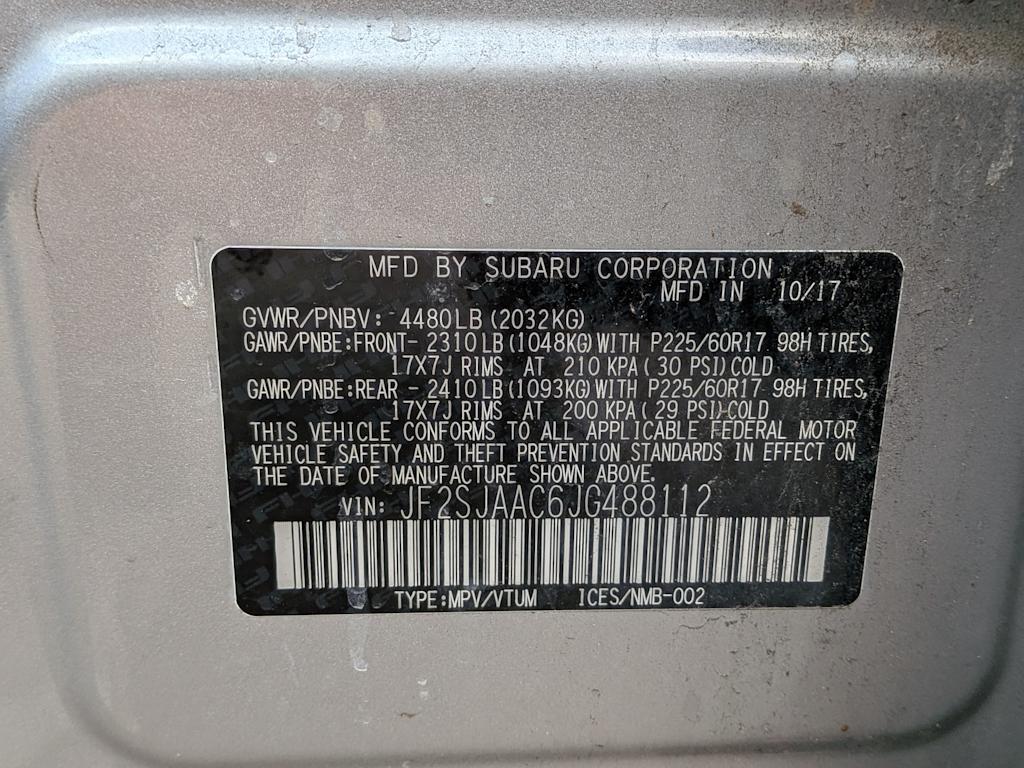 MFD BY SUBARU CORPORATION
MFD IN 10/17
GVWR/PNBV: 4480LB(2032KG)
GAWR/PNBE:FRONT- 2310LB(1048KG)WITH P225/60R17 98H TIRES,
17X7J RIMS AT 210 KPA( 30 PSI)COLD
GAWR/PNBE:REAR - 2410LB(1093KG)WITH P225/60R17 98H TIRES,
17X7J RIMS AT 200 KPA( 29 PSI)COLD
THIS VEHICLE CONFORMS TO ALL APPLICABLE FEDERAL MOTOR
VEHICLE SAFETY AND THEFT PREVENTION STANDARDS IN EFFECT ON
THE DATE OF MANUFACTURE SHOWN ABOVE.
VIN: JF2SJAAC6JG488112
TYPE:MPV/VTUM ICES/NMB-002